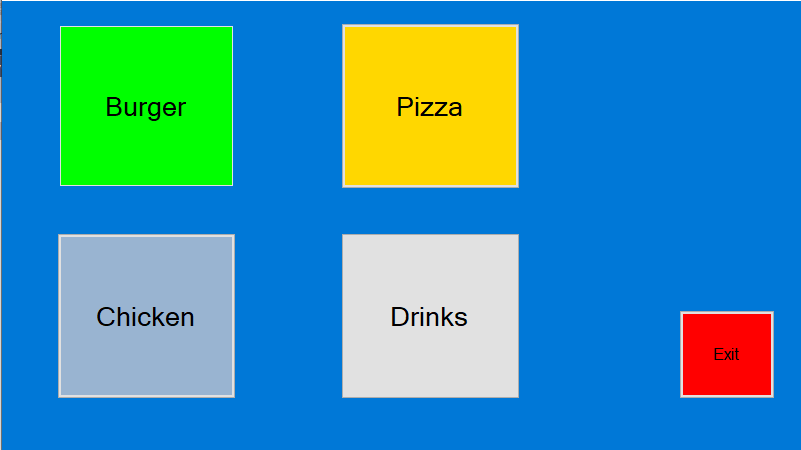 Burger
Pizza
Chicken
Drinks
Exit